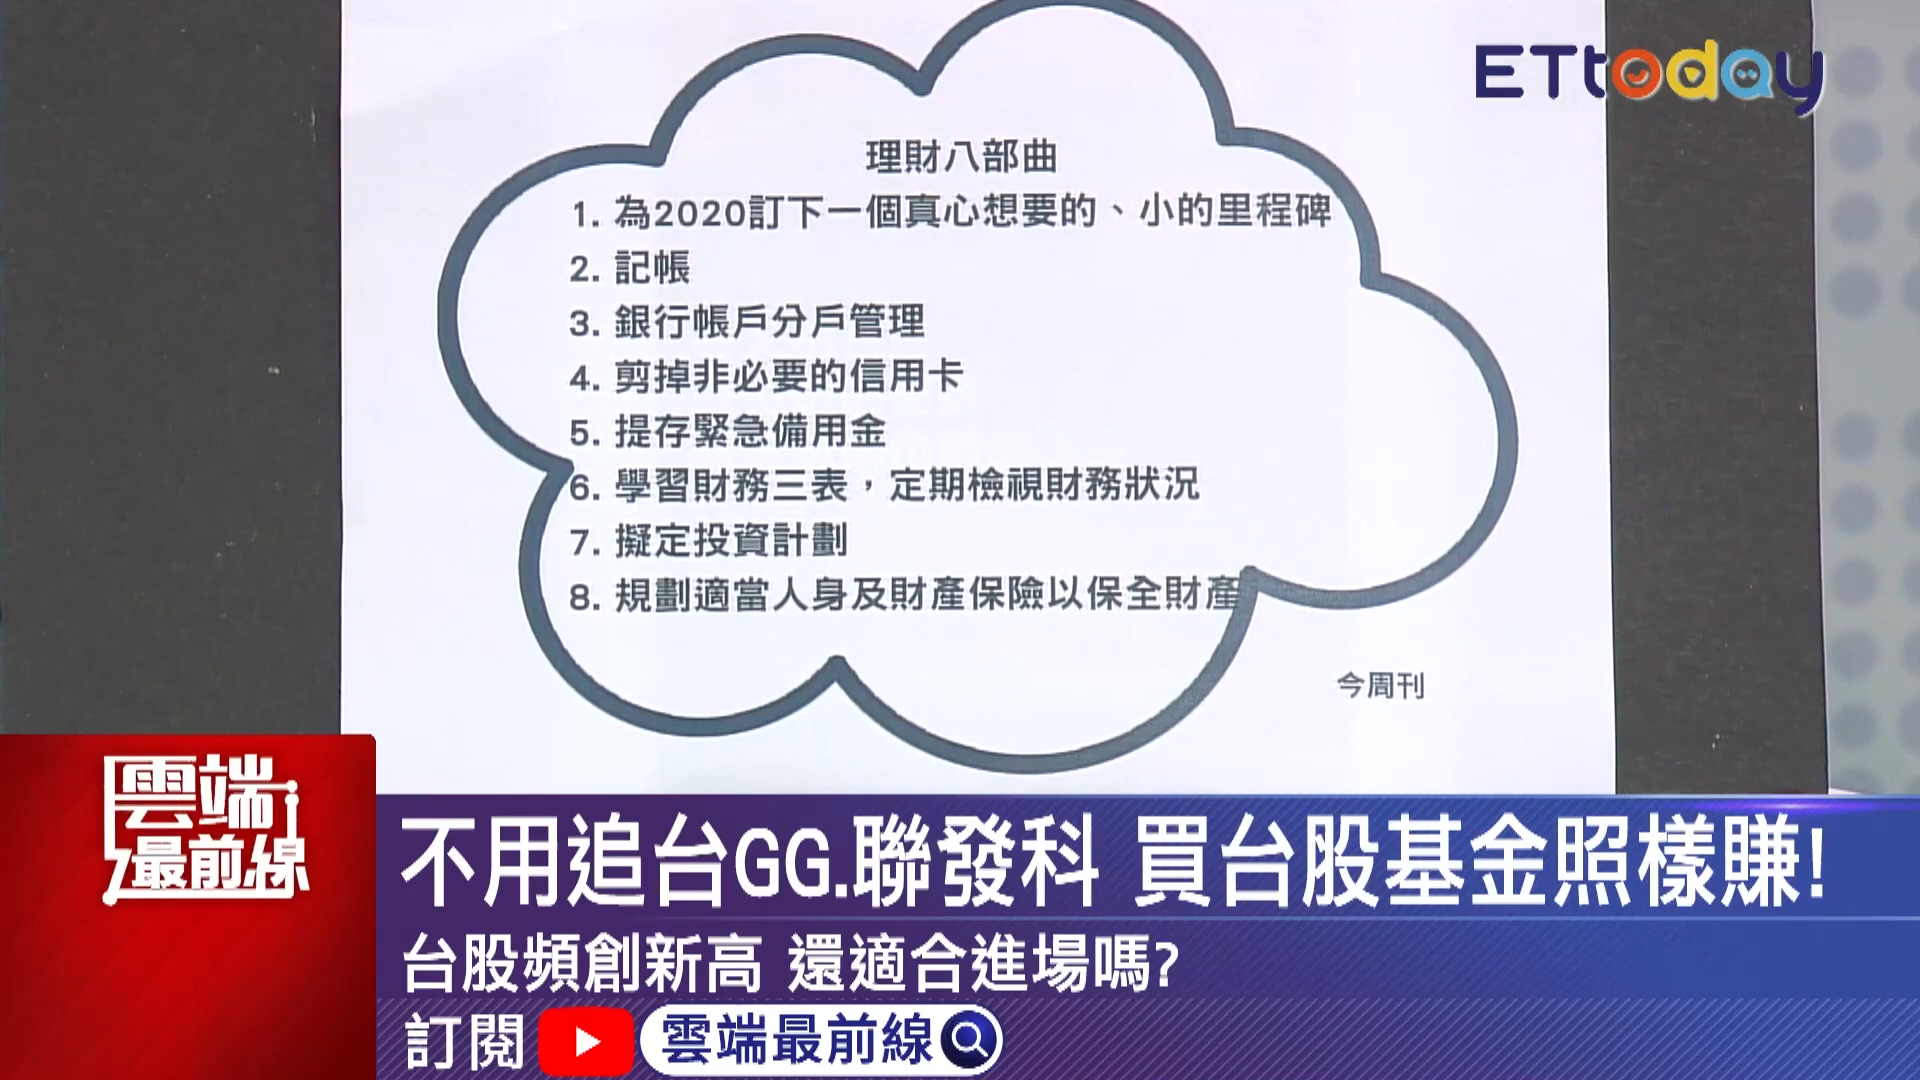 ETtoday
理財八部曲
1. 為2020訂下一個真心想要的、小的里程碑
2. 記帳
3. 銀行帳戶分戶管理
4. 剪掉非必要的信用卡
5. 提存緊急備用金
6. 學習財務三表，定期檢視財務狀況
7. 擬定投資計劃
8. 規劃適當人身及財產保險以保全財產
今周刊
雲端
最前線
不用追台GG.聯發科 買台股基金照樣賺!
台股頻創新高 還適合進場嗎?
訂閱 雲端最前線